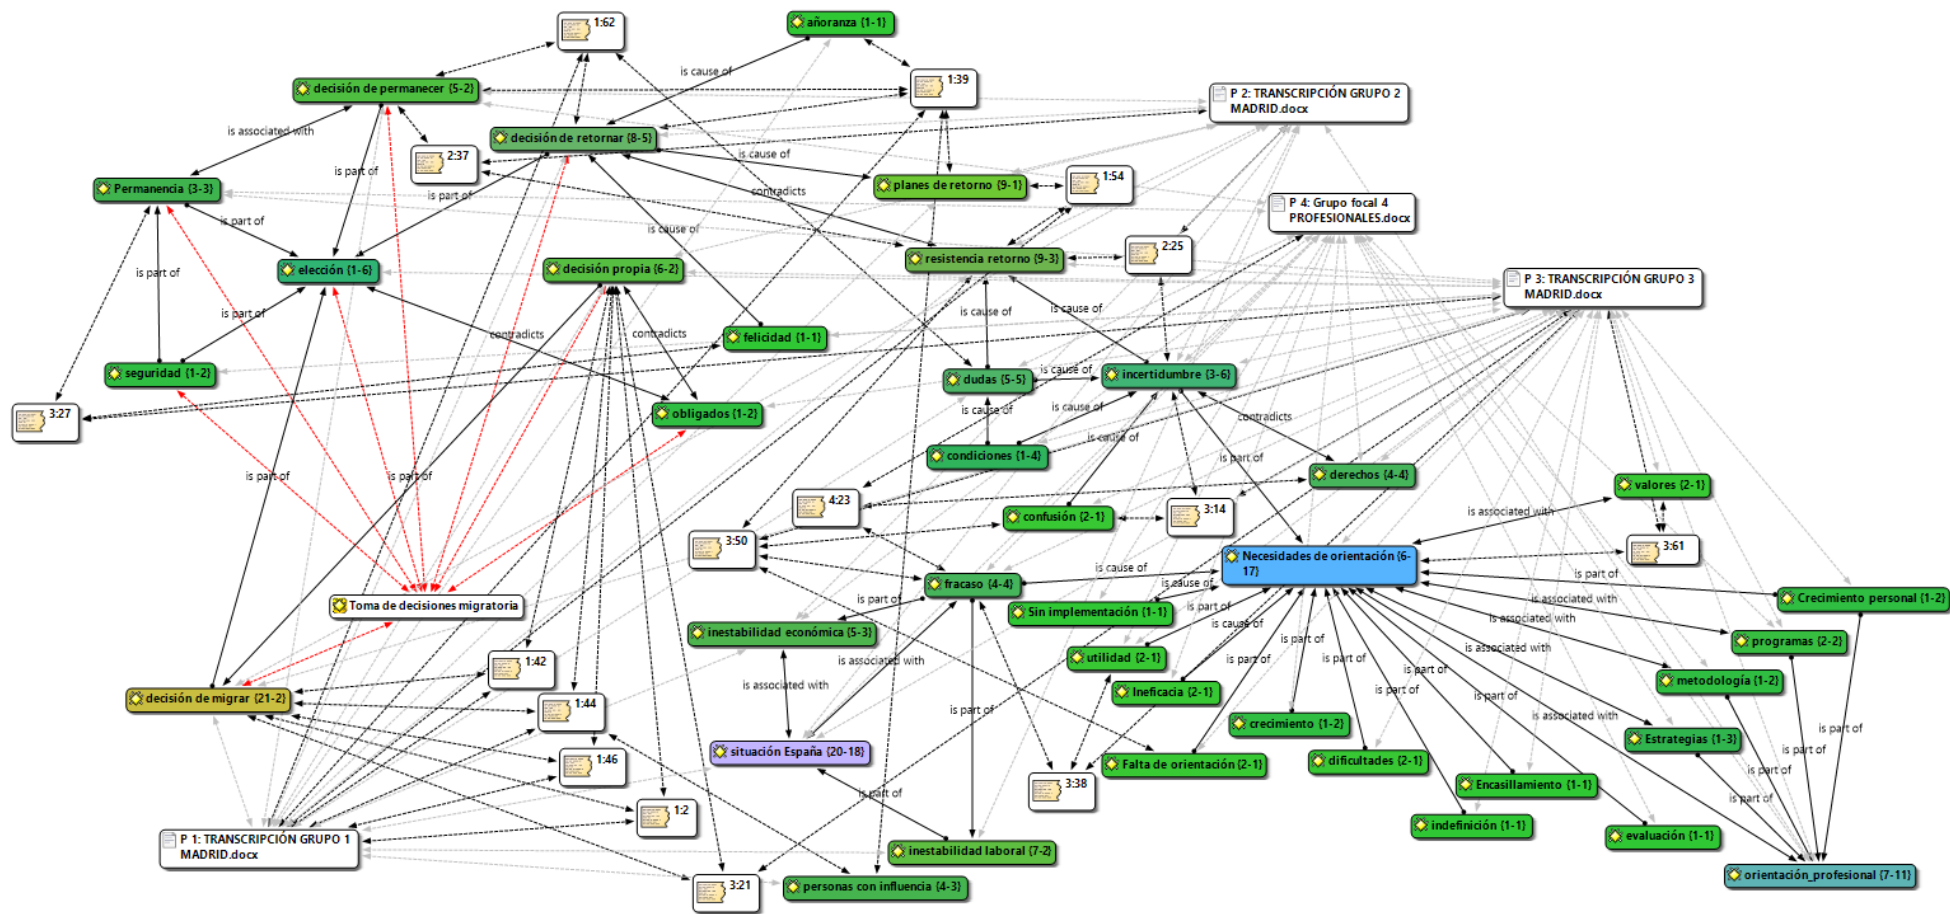 añoranza {1-1}
1:62
is cause of
1:39
decisión de permanecer {5-2}
P 2: TRANSCRIPCIÓN GRUPO 2
MADRID.docx
is associated with
decisión de retornar {8-5}
is cause of
2:37
is part of
Permanencia {3-3}
planes de retorno {9-1}
1:54
contradicts
is part of
P 4: Grupo focal 4
PROFESIONALES.docx
is part of
is cause of
2:25
resistencia retorno {9-3}
elección {1-6}
decisión propia {6-2}
is part of
P 3: TRANSCRIPCIÓN GRUPO 3
MADRID.docx
is part of
is cause of
is cause of
contradicts
contradicts
felicidad {1-1}
seguridad {1-2}
dudas {5-5}
is cause of
incertidumbre {3-6}
3:27
obligados {1-2}
is cause of
is cause of
contradicts
is cause of
condiciones {1-4}
is part of
is part of
is part of
derechos {4-4}
valores {2-1}
4:23
confusión {2-1}
3:14
is associated with
3:50
Necesidades de orientación {6-
17}
3:61
fracaso {4-4}
is cause of
is cause of
is part of
Toma de decisiones migratoria
is part of
Sin implementación {1-1}
is part of
is associated with
Crecimiento personal {1-2}
is cause of
is associated with
inestabilidad económica {5-3}
is part of
programas {2-2}
utilidad {2-1}
is part of
is associated with
is associated with
1:42
is part of
is part of
metodología {1-2}
is associated with
decisión de migrar {21-2}
Ineficacia {2-1}
is part of
is part of
1:44
is part of
crecimiento {1-2}
is associated with
is part of
situación España {20-18}
Estrategias {1-3}
is part of
1:46
Falta de orientación {2-1}
dificultades {2-1}
is part of
3:38
Encasillamiento {1-1}
is part of
is part of
1:2
indefinición {1-1}
evaluación {1-1}
P 1: TRANSCRIPCIÓN GRUPO 1
MADRID.docx
inestabilidad laboral {7-2}
3:21
personas con influencia {4-3}
orientación_profesional {7-11}